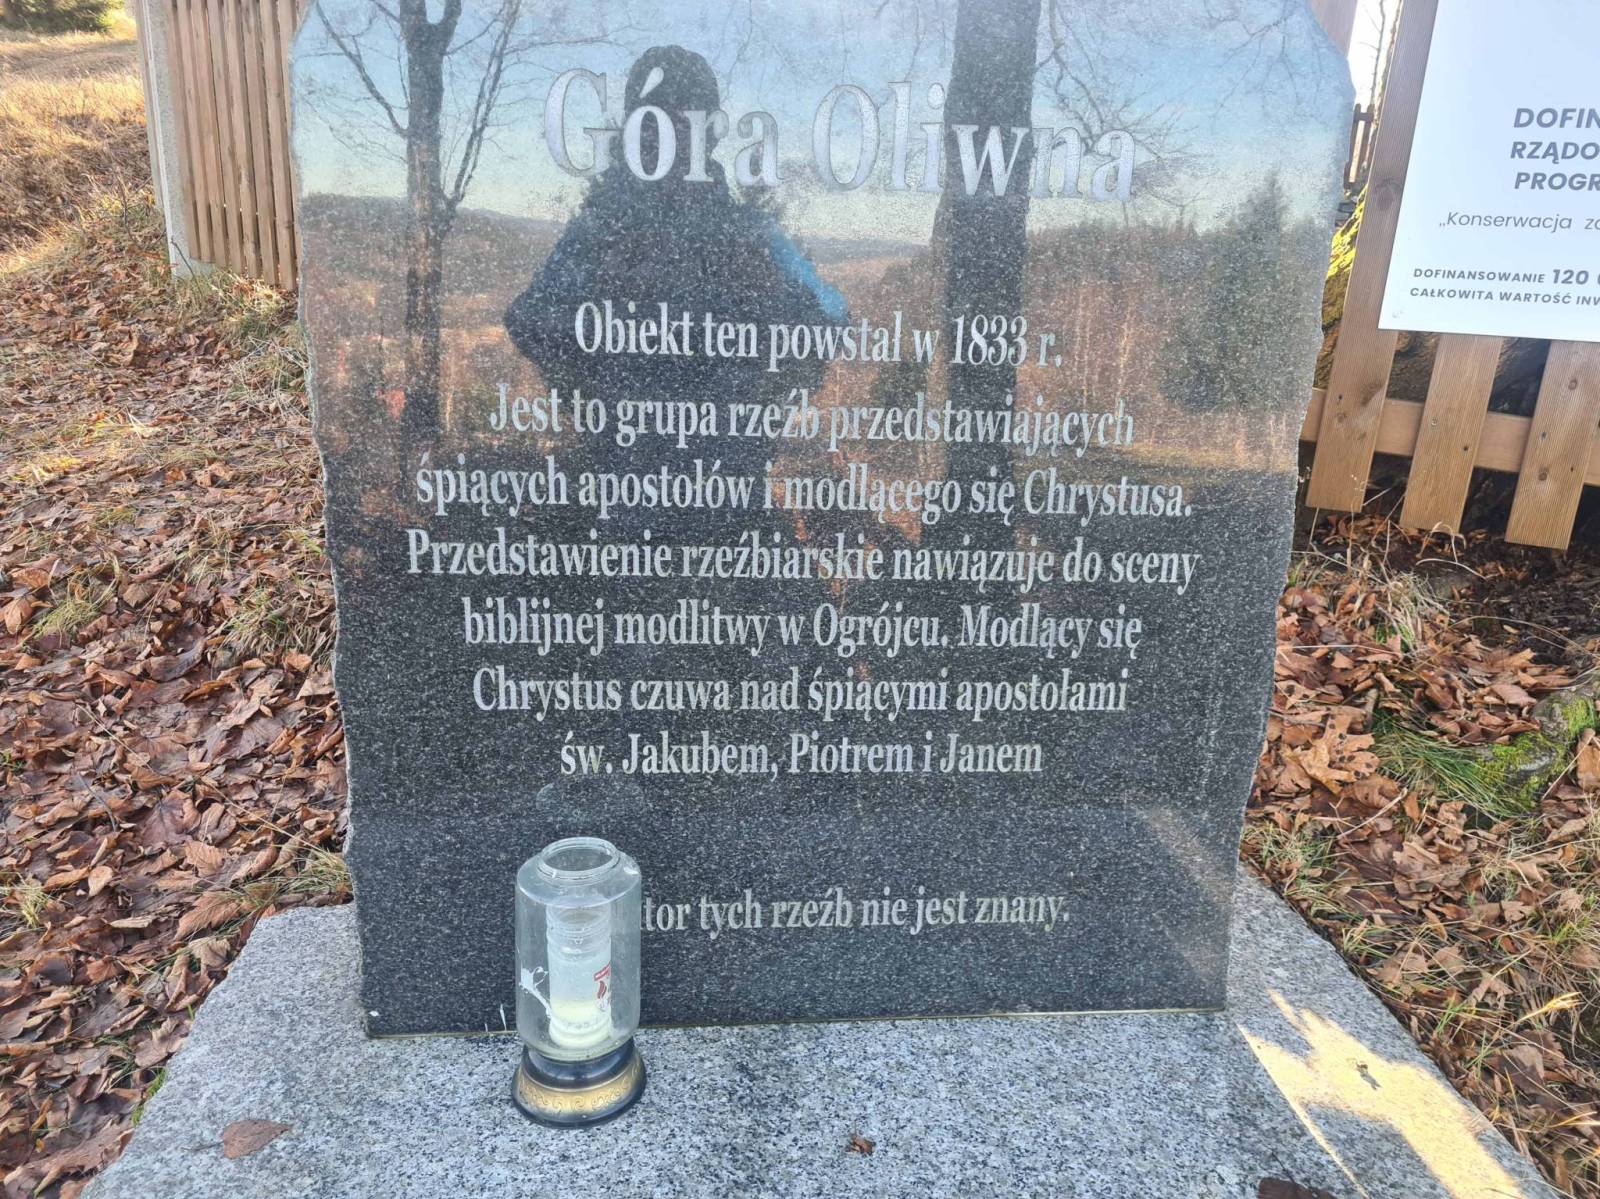 Góra Oliwna
Obiekt ten powstał w 1833 r.
Jest to grupa rzeźb przedstawiających
śpiących apostołów i modlącego się Chrystusa.
Przedstawienie rzeźbiarskie nawiązuje do sceny
biblijnej modlitwy w Ogrójcu. Modlący się
Chrystus czuwa nad śpiącymi apostołami
św. Jakubem, Piotrem i Janem
tor tych rzeźb nie jest znany.
DOFIN
RZĄDO
PROGR
„Konserwacja
DOFINANSOWANIE 120
CAŁKOWITA WARTOŚĆ INW